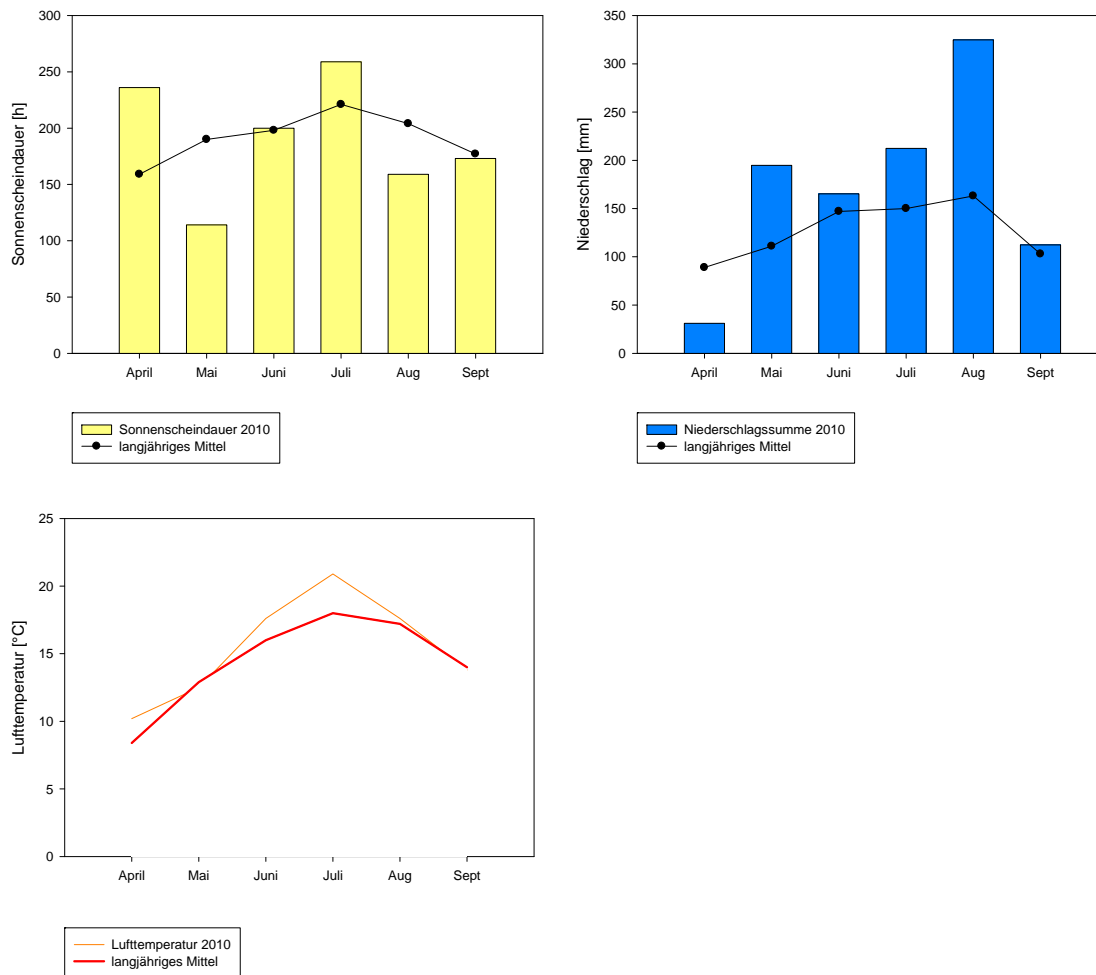 300
250
200
150
100
50
0
Sonnenscheindauer [h]
April Mai Juni Juli Aug Sept
Sonnenscheindauer 2010
langjähriges Mittel
350
300
250
200
150
100
50
0
Niederschlag [mm]
April Mai Juni Juli Aug Sept
Niederschlagssumme 2010
langjähriges Mittel
25
20
15
10
5
0
Lufttemperatur [°C]
April Mai Juni Juli Aug Sept
Lufttemperatur 2010
langjähriges Mittel